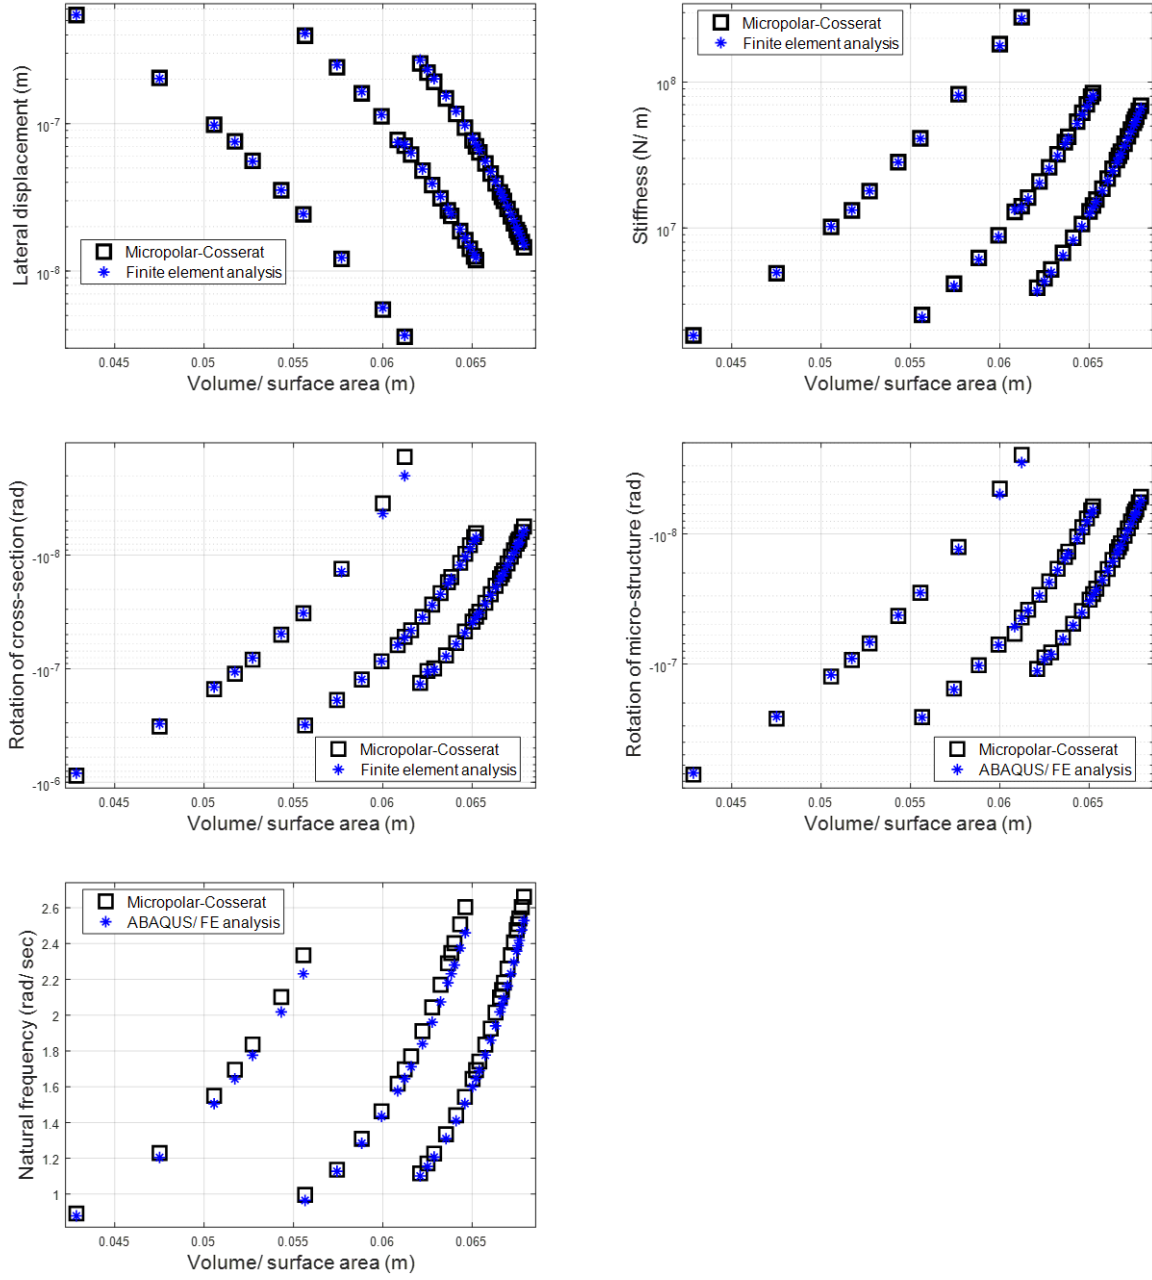 Lateral displacement (m)
10^-7
10^-8
Micropolar-Cosserat
Finite element analysis
0.045 0.05 0.055 0.06 0.065
Volume/ surface area (m)
Stiffness (N/ m)
10^8
10^7
Micropolar-Cosserat
Finite element analysis
0.045 0.05 0.055 0.06 0.065
Volume/ surface area (m)
Rotation of cross-section (rad)
-10^-8
-10^-7
-10^-6
Micropolar-Cosserat
Finite element analysis
0.045 0.05 0.055 0.06 0.065
Volume/ surface area (m)
Rotation of micro-structure (rad)
-10^-8
-10^-7
Micropolar-Cosserat
ABAQUS/ FE analysis
0.045 0.05 0.055 0.06 0.065
Volume/ surface area (m)
Natural frequency (rad/ sec)
Micropolar-Cosserat
ABAQUS/ FE analysis
2.6
2.4
2.2
2
1.8
1.6
1.4
1.2
1
0.045 0.05 0.055 0.06 0.065
Volume/ surface area (m)